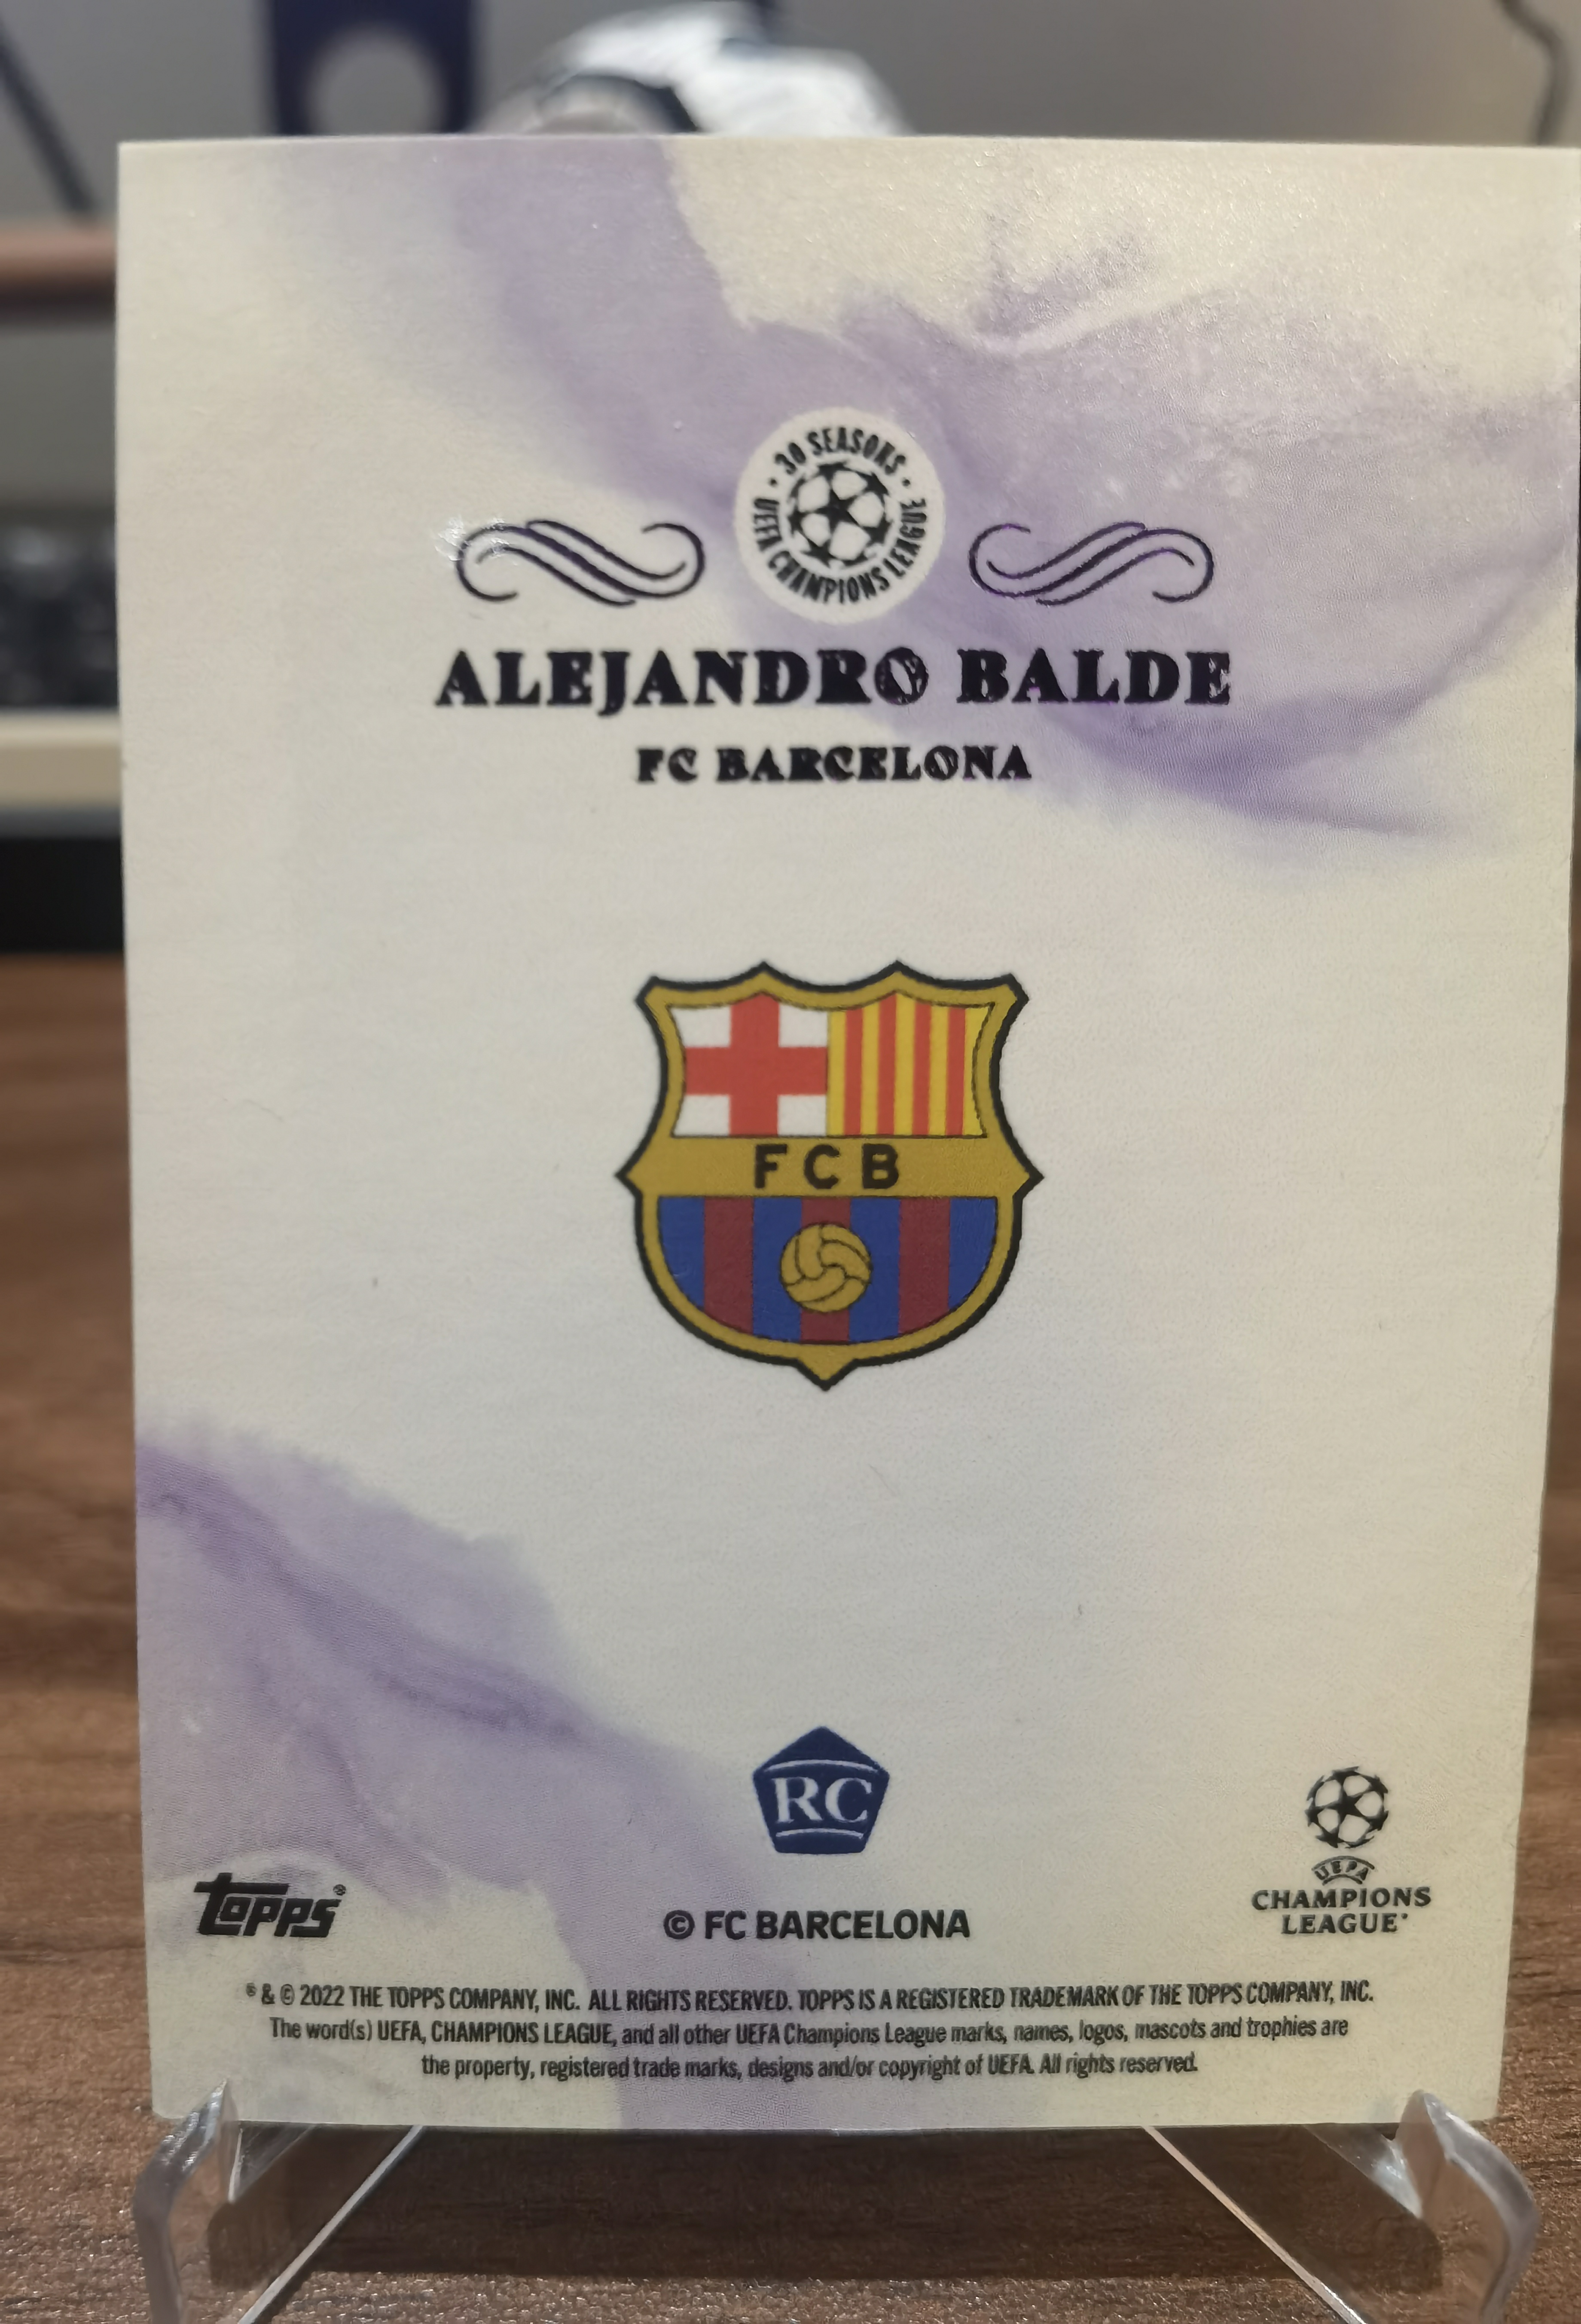 · 30 SEASONS ·
UEFA CHAMPIONS LEAGUE
ALEJANDRO BALDE
FC BARCELONA
FCB
RC
topps®
© FC BARCELONA
UEFA
CHAMPIONS
LEAGUE®
® & © 2022 THE TOPPS COMPANY, INC. ALL RIGHTS RESERVED. TOPPS IS A REGISTERED TRADEMARK OF THE TOPPS COMPANY, INC.
The word(s) UEFA, CHAMPIONS LEAGUE, and all other UEFA Champions League marks, names, logos, mascots and trophies are
the property, registered trade marks, designs and/or copyright of UEFA. All rights reserved.